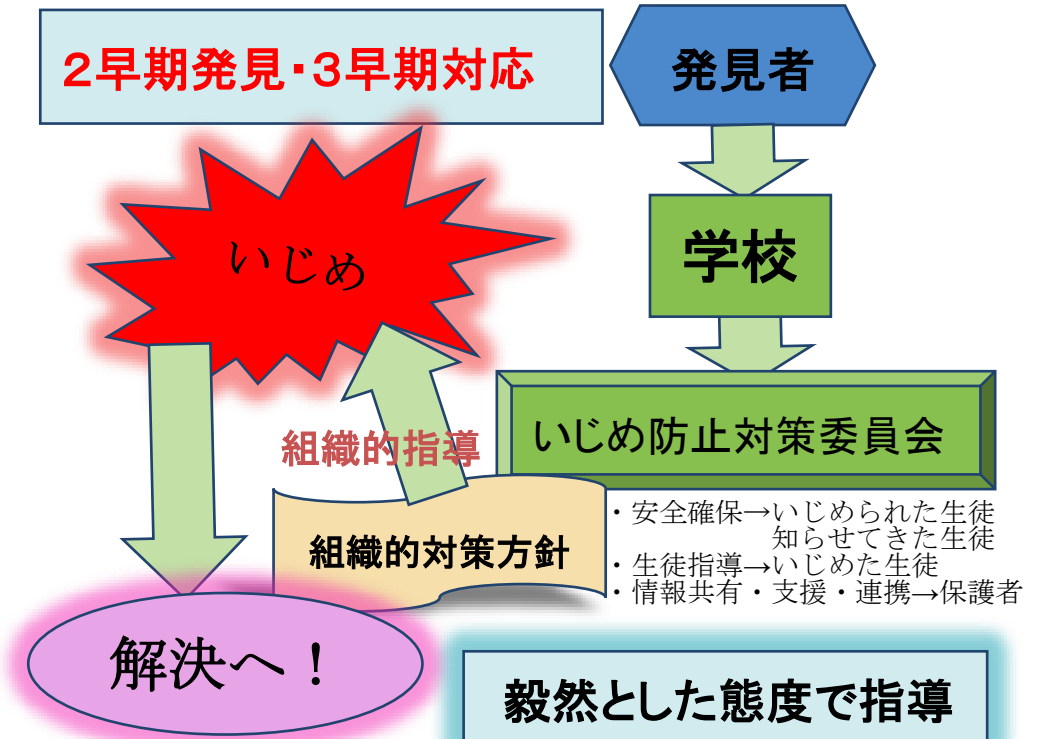 2早期発見・3早期対応
発見者
学校
いじめ
いじめ防止対策委員会
組織的指導
組織的対策方針
・安全確保→いじめられた生徒
知らせてきた生徒
・生徒指導→いじめた生徒
・情報共有・支援・連携→保護者
解決へ！
毅然とした態度で指導